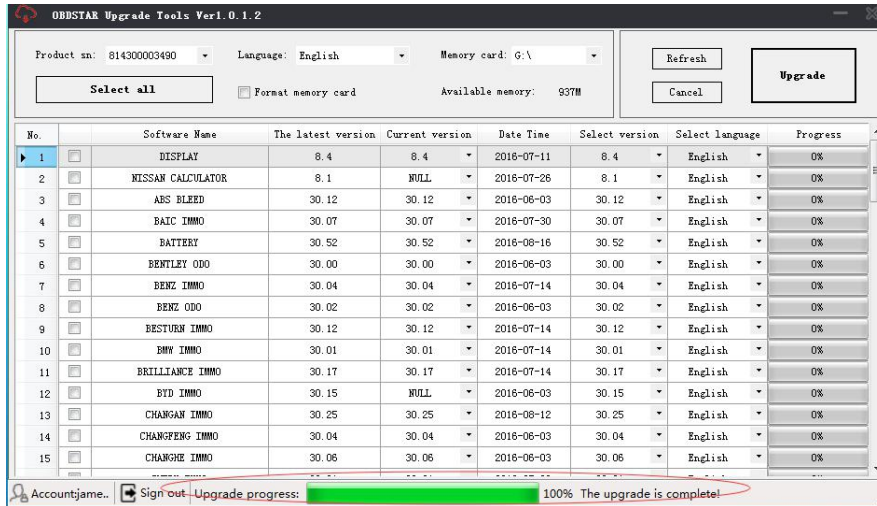 OBDSTAR Upgrade Tools Ver1.0.1.2
Product sn: 814300003490 Language: English Memory card: G:\ Refresh
Upgrade
Select all Format memory card Available memory: 937M Cancel
No. Software Name The latest version Current version Date Time Select version Select language Progress
1 DISPLAY 8.4 8.4 2016-07-11 8.4 English 0%
2 NISSAN CALCULATOR 8.1 NULL 2016-07-26 8.1 English 0%
3 ABS BLEED 30.12 30.12 2016-06-03 30.12 English 0%
4 BAIC IMMO 30.07 30.07 2016-07-30 30.07 English 0%
5 BATTERY 30.52 30.52 2016-08-16 30.52 English 0%
6 BENTLEY ODO 30.00 30.00 2016-06-03 30.00 English 0%
7 BENZ IMMO 30.04 30.04 2016-07-14 30.04 English 0%
8 BENZ ODO 30.02 30.02 2016-06-03 30.02 English 0%
9 BESTURN IMMO 30.12 30.12 2016-07-14 30.12 English 0%
10 BMW IMMO 30.01 30.01 2016-07-14 30.01 English 0%
11 BRILLIANCE IMMO 30.17 30.17 2016-07-14 30.17 English 0%
12 BYD IMMO 30.15 NULL 2016-06-03 30.15 English 0%
13 CHANGAN IMMO 30.25 30.25 2016-08-12 30.25 English 0%
14 CHANGFENG IMMO 30.04 30.04 2016-06-03 30.04 English 0%
15 CHANGHE IMMO 30.06 30.06 2016-06-03 30.06 English 0%
Account:jame.. Sign out Upgrade progress: 100% The upgrade is complete!